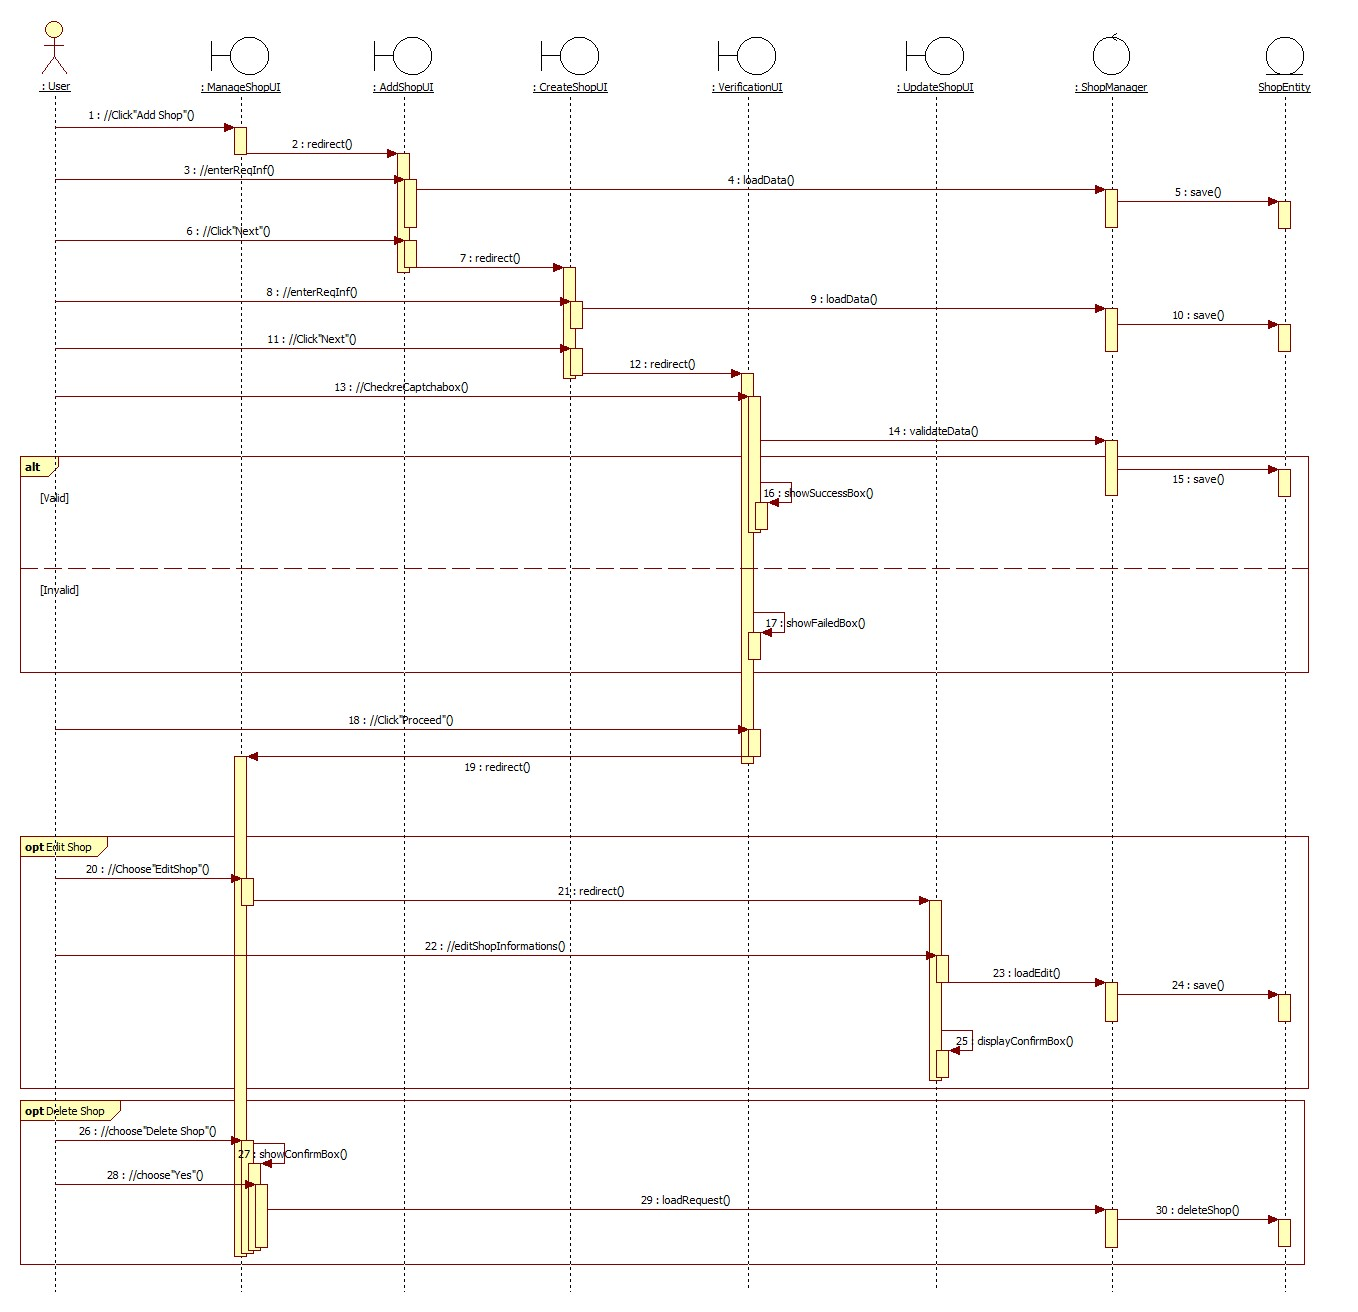 : User
: ManageShopUI
: AddShopUI
: CreateShopUI
: VerificationUI
: UpdateShopUI
: ShopManager
ShopEntity
1 : //Click"Add Shop"()
2 : redirect()
3 : //enterReqInf()
4 : loadData()
5 : save()
6 : //Click"Next"()
7 : redirect()
8 : //enterReqInf()
9 : loadData()
10 : save()
11 : //Click"Next"()
12 : redirect()
13 : //CheckreCaptchabox()
14 : validateData()
alt
15 : save()
[Valid]
16 : showSuccessBox()
[Invalid]
17 : showFailedBox()
18 : //Click"Proceed"()
19 : redirect()
opt Edit Shop
20 : //Choose"EditShop"()
21 : redirect()
22 : //editShopInformations()
23 : loadEdit()
24 : save()
25 : displayConfirmBox()
opt Delete Shop
26 : //choose"Delete Shop"()
27 : showConfirmBox()
28 : //choose"Yes"()
29 : loadRequest()
30 : deleteShop()